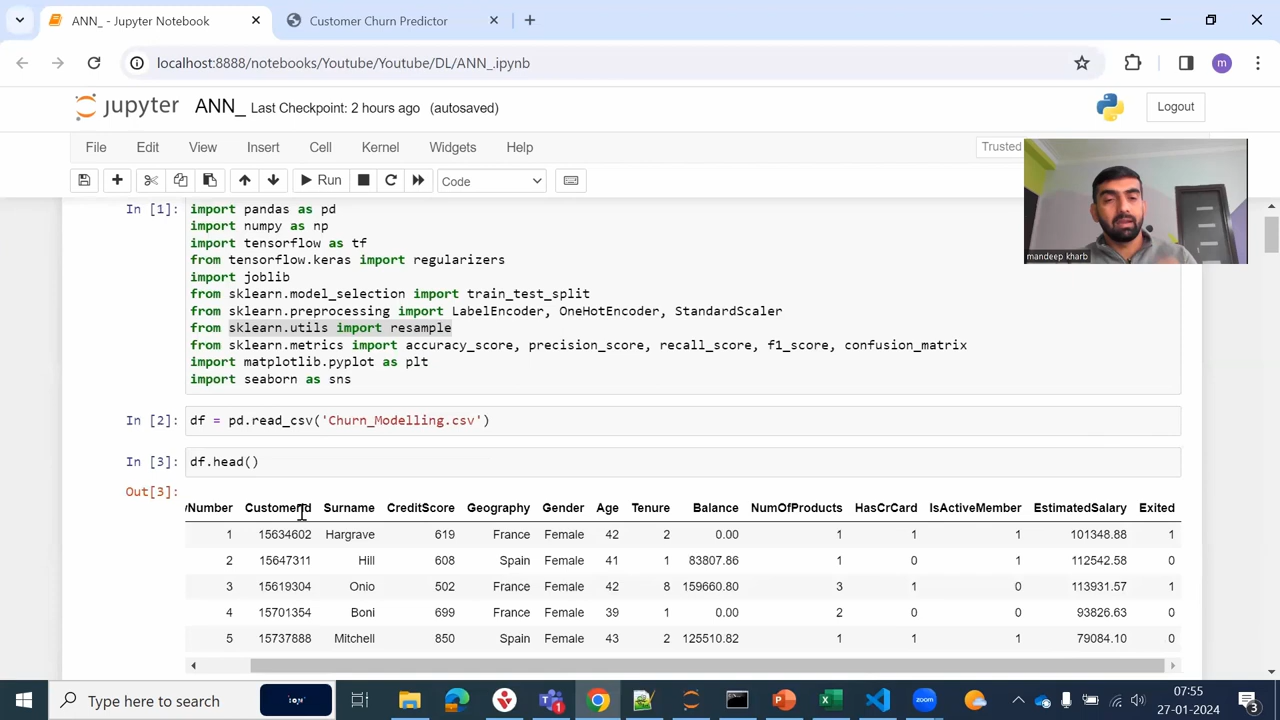 ANN_ - Jupyter Notebook
Customer Churn Predictor
localhost:8888/notebooks/Youtube/Youtube/DL/ANN_.ipynb
m
jupyter ANN_ Last Checkpoint: 2 hours ago (autosaved)
Logout
File Edit View Insert Cell Kernel Widgets Help
Trusted
Run
Code
mandeep kharb
In [1]:
import pandas as pd
import numpy as np
import tensorflow as tf
from tensorflow.keras import regularizers
import joblib
from sklearn.model_selection import train_test_split
from sklearn.preprocessing import LabelEncoder, OneHotEncoder, StandardScaler
from sklearn.utils import resample
from sklearn.metrics import accuracy_score, precision_score, recall_score, f1_score, confusion_matrix
import matplotlib.pyplot as plt
import seaborn as sns
In [2]: df = pd.read_csv('Churn_Modelling.csv')
In [3]: df.head()
Out[3]:
vNumber CustomerId Surname CreditScore Geography Gender Age Tenure Balance NumOfProducts HasCrCard IsActiveMember EstimatedSalary Exited
1 15634602 Hargrave 619 France Female 42 2 0.00 1 1 1 101348.88 1
2 15647311 Hill 608 Spain Female 41 1 83807.86 1 0 1 112542.58 0
3 15619304 Onio 502 France Female 42 8 159660.80 3 1 0 113931.57 1
4 15701354 Boni 699 France Female 39 1 0.00 2 0 0 93826.63 0
5 15737888 Mitchell 850 Spain Female 43 2 125510.82 1 1 1 79084.10 0
Type here to search
zoom
07:55
27-01-2024
3